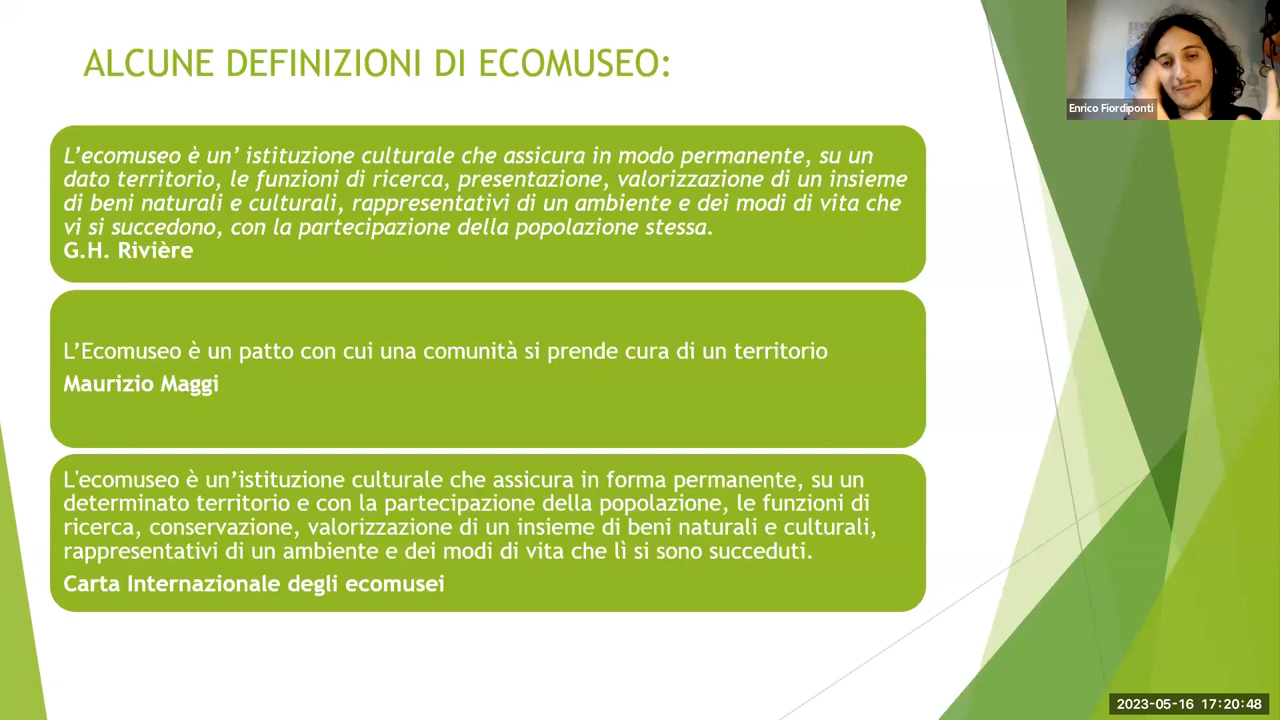 ALCUNE DEFINIZIONI DI ECOMUSEO:
Enrico Fiordiponti
L’ecomuseo è un’ istituzione culturale che assicura in modo permanente, su un
dato territorio, le funzioni di ricerca, presentazione, valorizzazione di un insieme
di beni naturali e culturali, rappresentativi di un ambiente e dei modi di vita che
vi si succedono, con la partecipazione della popolazione stessa.
G.H. Rivière
L’Ecomuseo è un patto con cui una comunità si prende cura di un territorio
Maurizio Maggi
L'ecomuseo è un’istituzione culturale che assicura in forma permanente, su un
determinato territorio e con la partecipazione della popolazione, le funzioni di
ricerca, conservazione, valorizzazione di un insieme di beni naturali e culturali,
rappresentativi di un ambiente e dei modi di vita che lì si sono succeduti.
Carta Internazionale degli ecomusei
2023-05-16 17:20:48